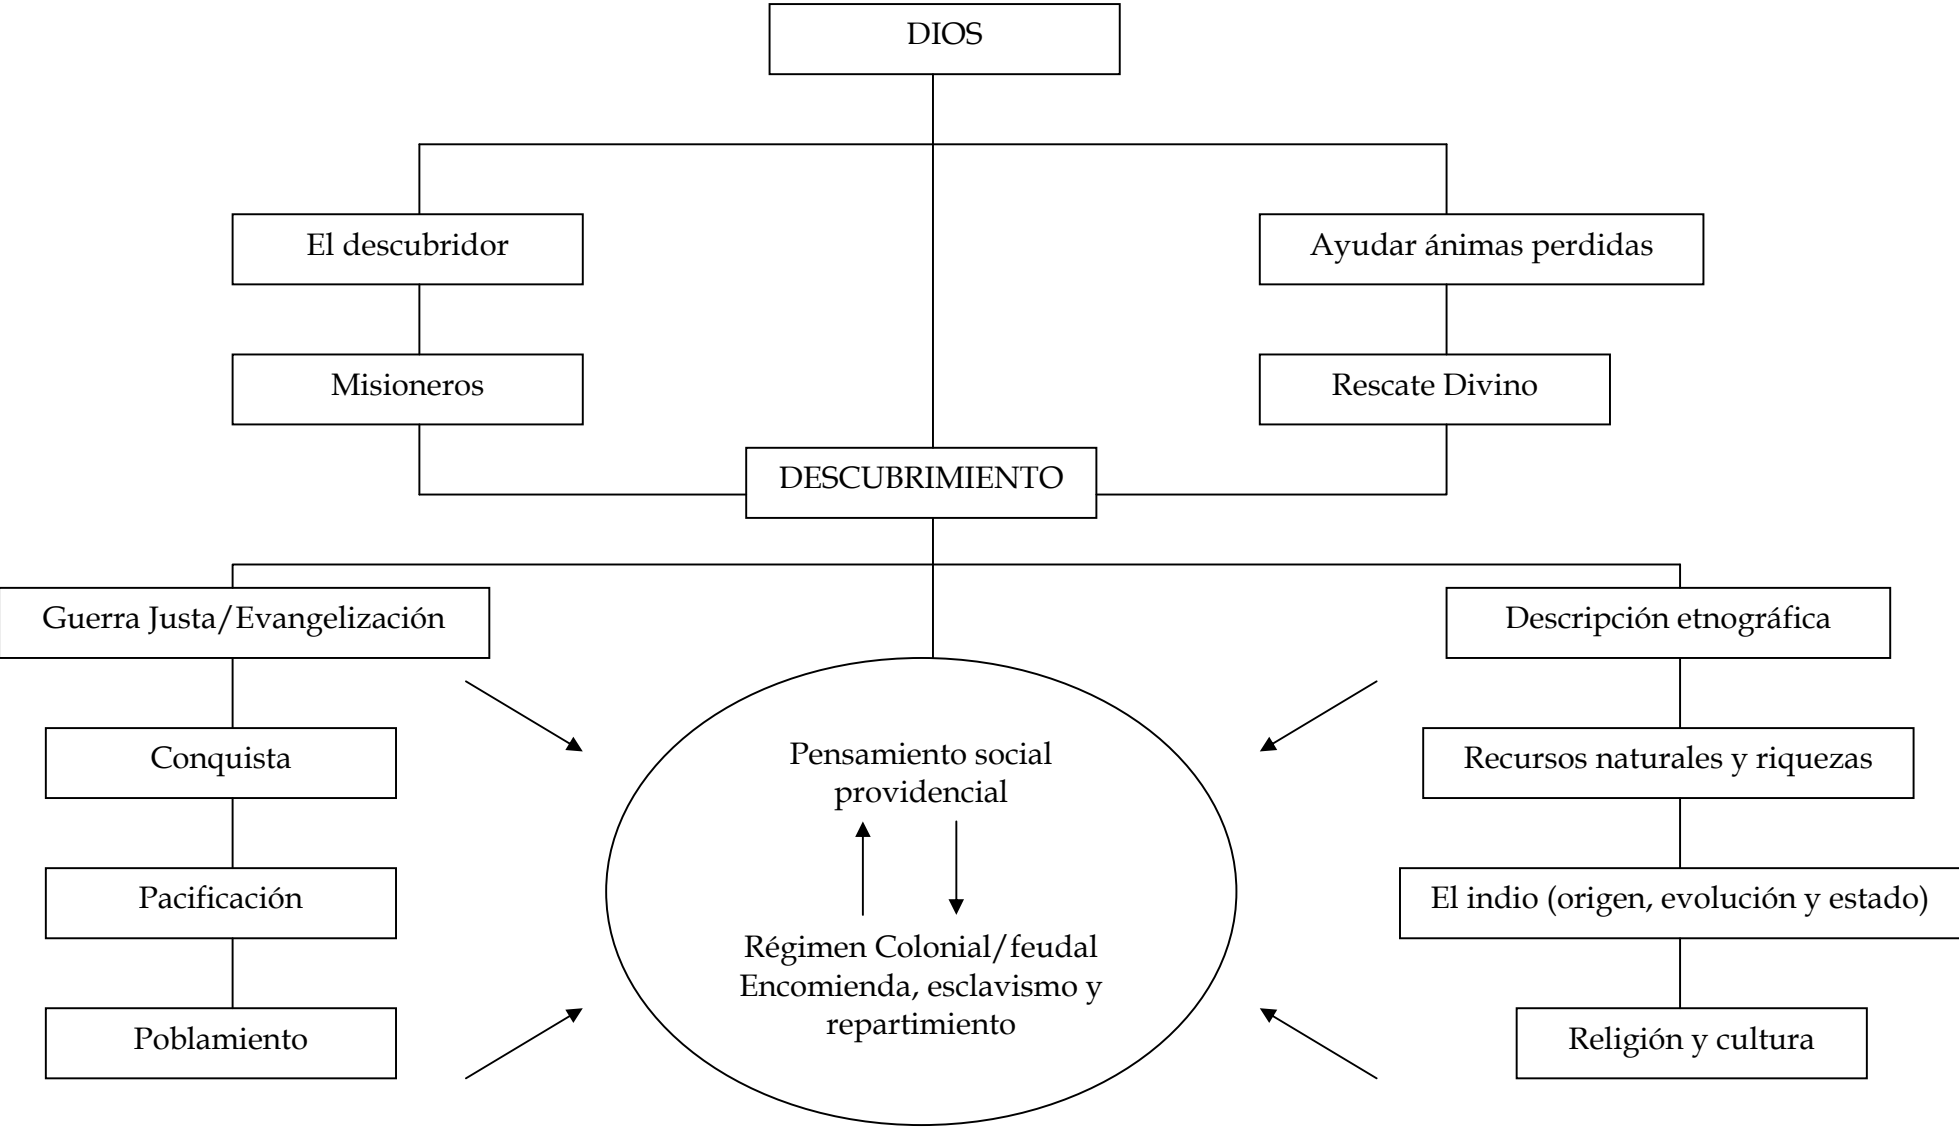 DIOS
El descubridor
Ayudar ánimas perdidas
Misioneros
Rescate Divino
DESCUBRIMIENTO
Guerra Justa/Evangelización
Descripción etnográfica
Conquista
Pensamiento social
providencial
Recursos naturales y riquezas
Pacificación
El indio (origen, evolución y estado)
Régimen Colonial/feudal
Encomienda, esclavismo y
repartimiento
Poblamiento
Religión y cultura